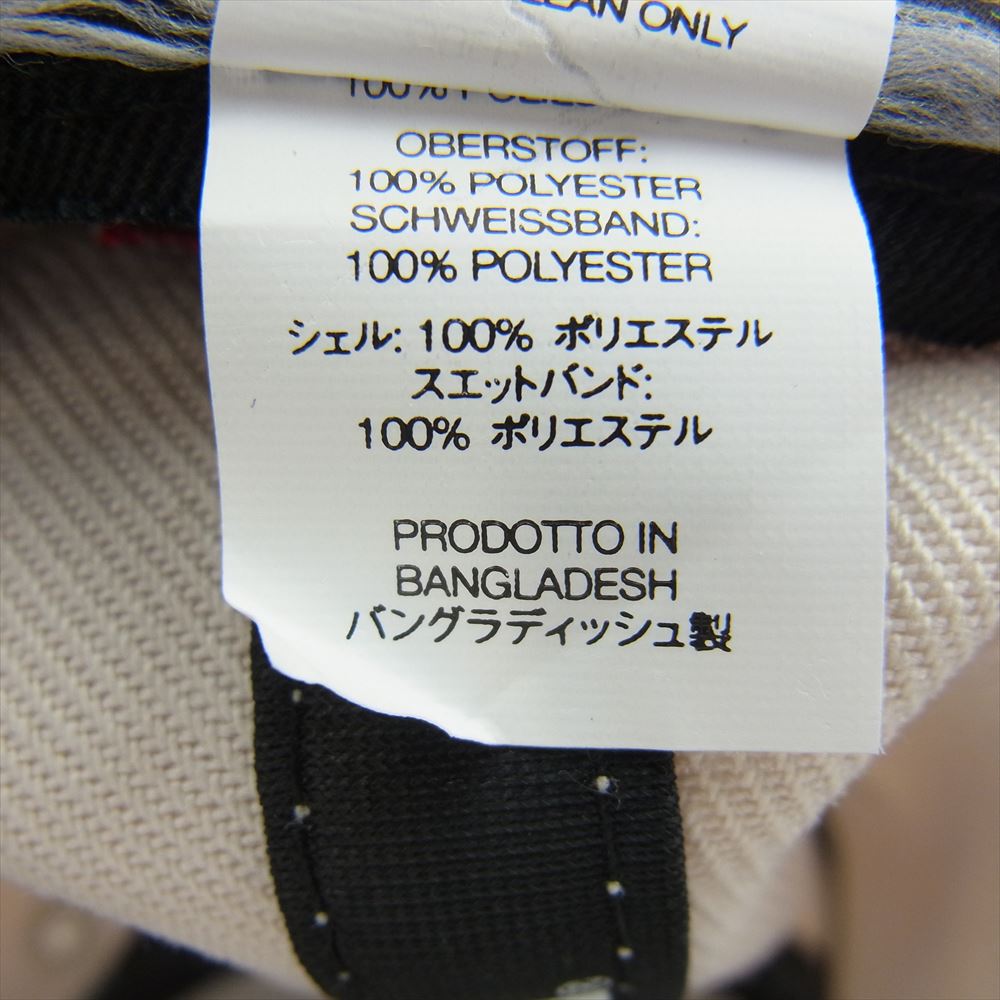 ONLY
100%
OBERSTOFF:
100% POLYESTER
SCHWEISSBAND:
100% POLYESTER
シェル: 100% ポリエステル
スエットバンド:
100% ポリエステル
PRODOTTO IN
BANGLADESH
バングラディッシュ製